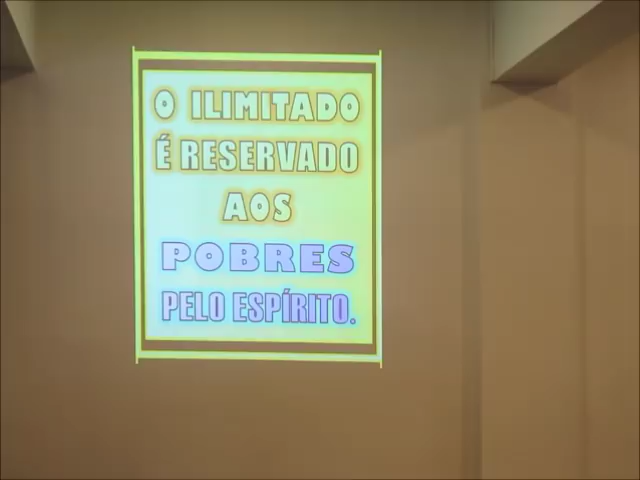 O ILIMITADO
É RESERVADO
AOS
POBRES
PELO ESPÍRITO.